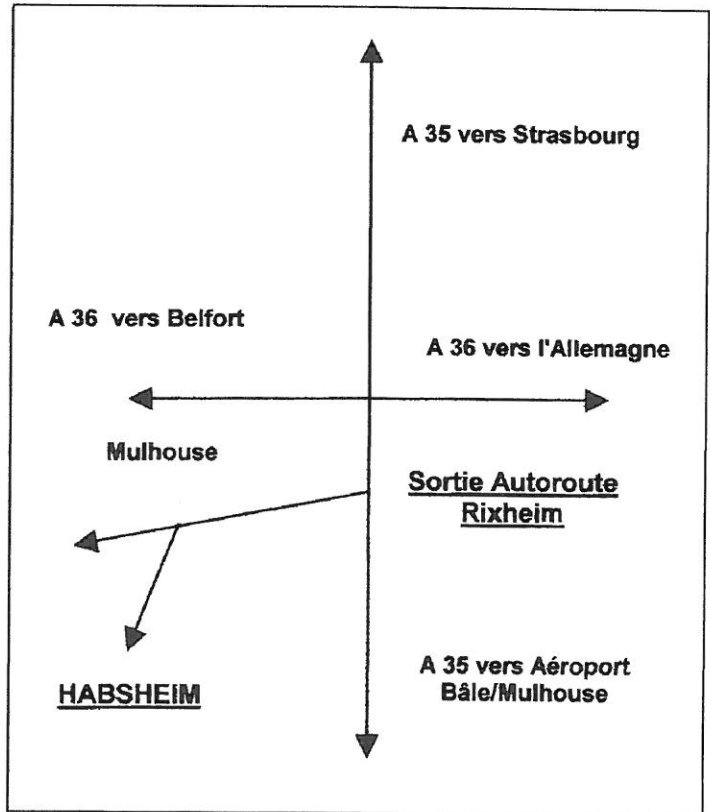 A 35 vers Strasbourg
A 36 vers Belfort
A 36 vers l'Allemagne
Mulhouse
Sortie Autoroute
Rixheim
A 35 vers Aéroport
Bâle/Mulhouse
HABSHEIM